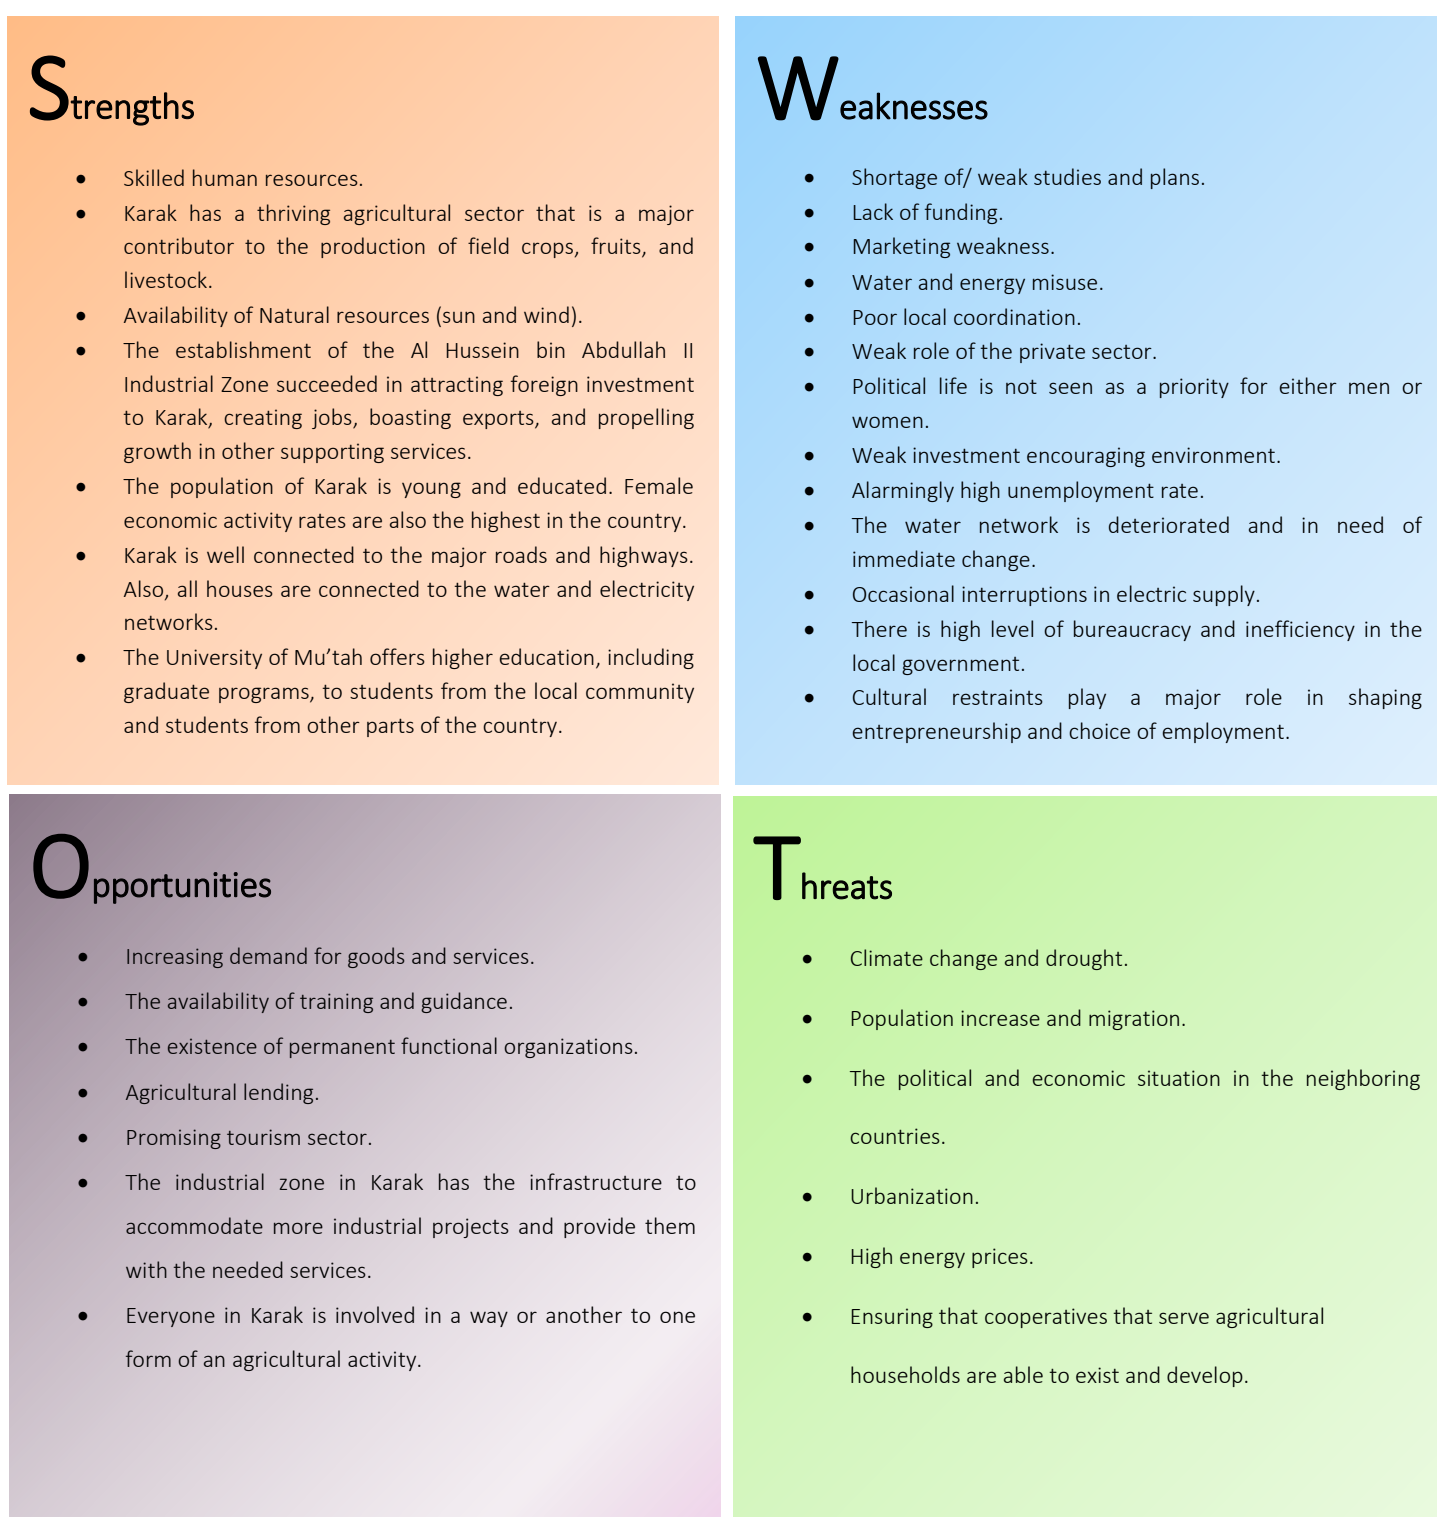 Strengths
• Skilled human resources.
• Karak has a thriving agricultural sector that is a major
contributor to the production of field crops, fruits, and
livestock.
• Availability of Natural resources (sun and wind).
• The establishment of the Al Hussein bin Abdullah II
Industrial Zone succeeded in attracting foreign investment
to Karak, creating jobs, boasting exports, and propelling
growth in other supporting services.
• The population of Karak is young and educated. Female
economic activity rates are also the highest in the country.
• Karak is well connected to the major roads and highways.
Also, all houses are connected to the water and electricity
networks.
• The University of Mu’tah offers higher education, including
graduate programs, to students from the local community
and students from other parts of the country.
Weaknesses
• Shortage of/ weak studies and plans.
• Lack of funding.
• Marketing weakness.
• Water and energy misuse.
• Poor local coordination.
• Weak role of the private sector.
• Political life is not seen as a priority for either men or
women.
• Weak investment encouraging environment.
• Alarmingly high unemployment rate.
• The water network is deteriorated and in need of
immediate change.
• Occasional interruptions in electric supply.
• There is high level of bureaucracy and inefficiency in the
local government.
• Cultural restraints play a major role in shaping
entrepreneurship and choice of employment.
Opportunities
• Increasing demand for goods and services.
• The availability of training and guidance.
• The existence of permanent functional organizations.
• Agricultural lending.
• Promising tourism sector.
• The industrial zone in Karak has the infrastructure to
accommodate more industrial projects and provide them
with the needed services.
• Everyone in Karak is involved in a way or another to one
form of an agricultural activity.
Threats
• Climate change and drought.
• Population increase and migration.
• The political and economic situation in the neighboring
countries.
• Urbanization.
• High energy prices.
• Ensuring that cooperatives that serve agricultural
households are able to exist and develop.